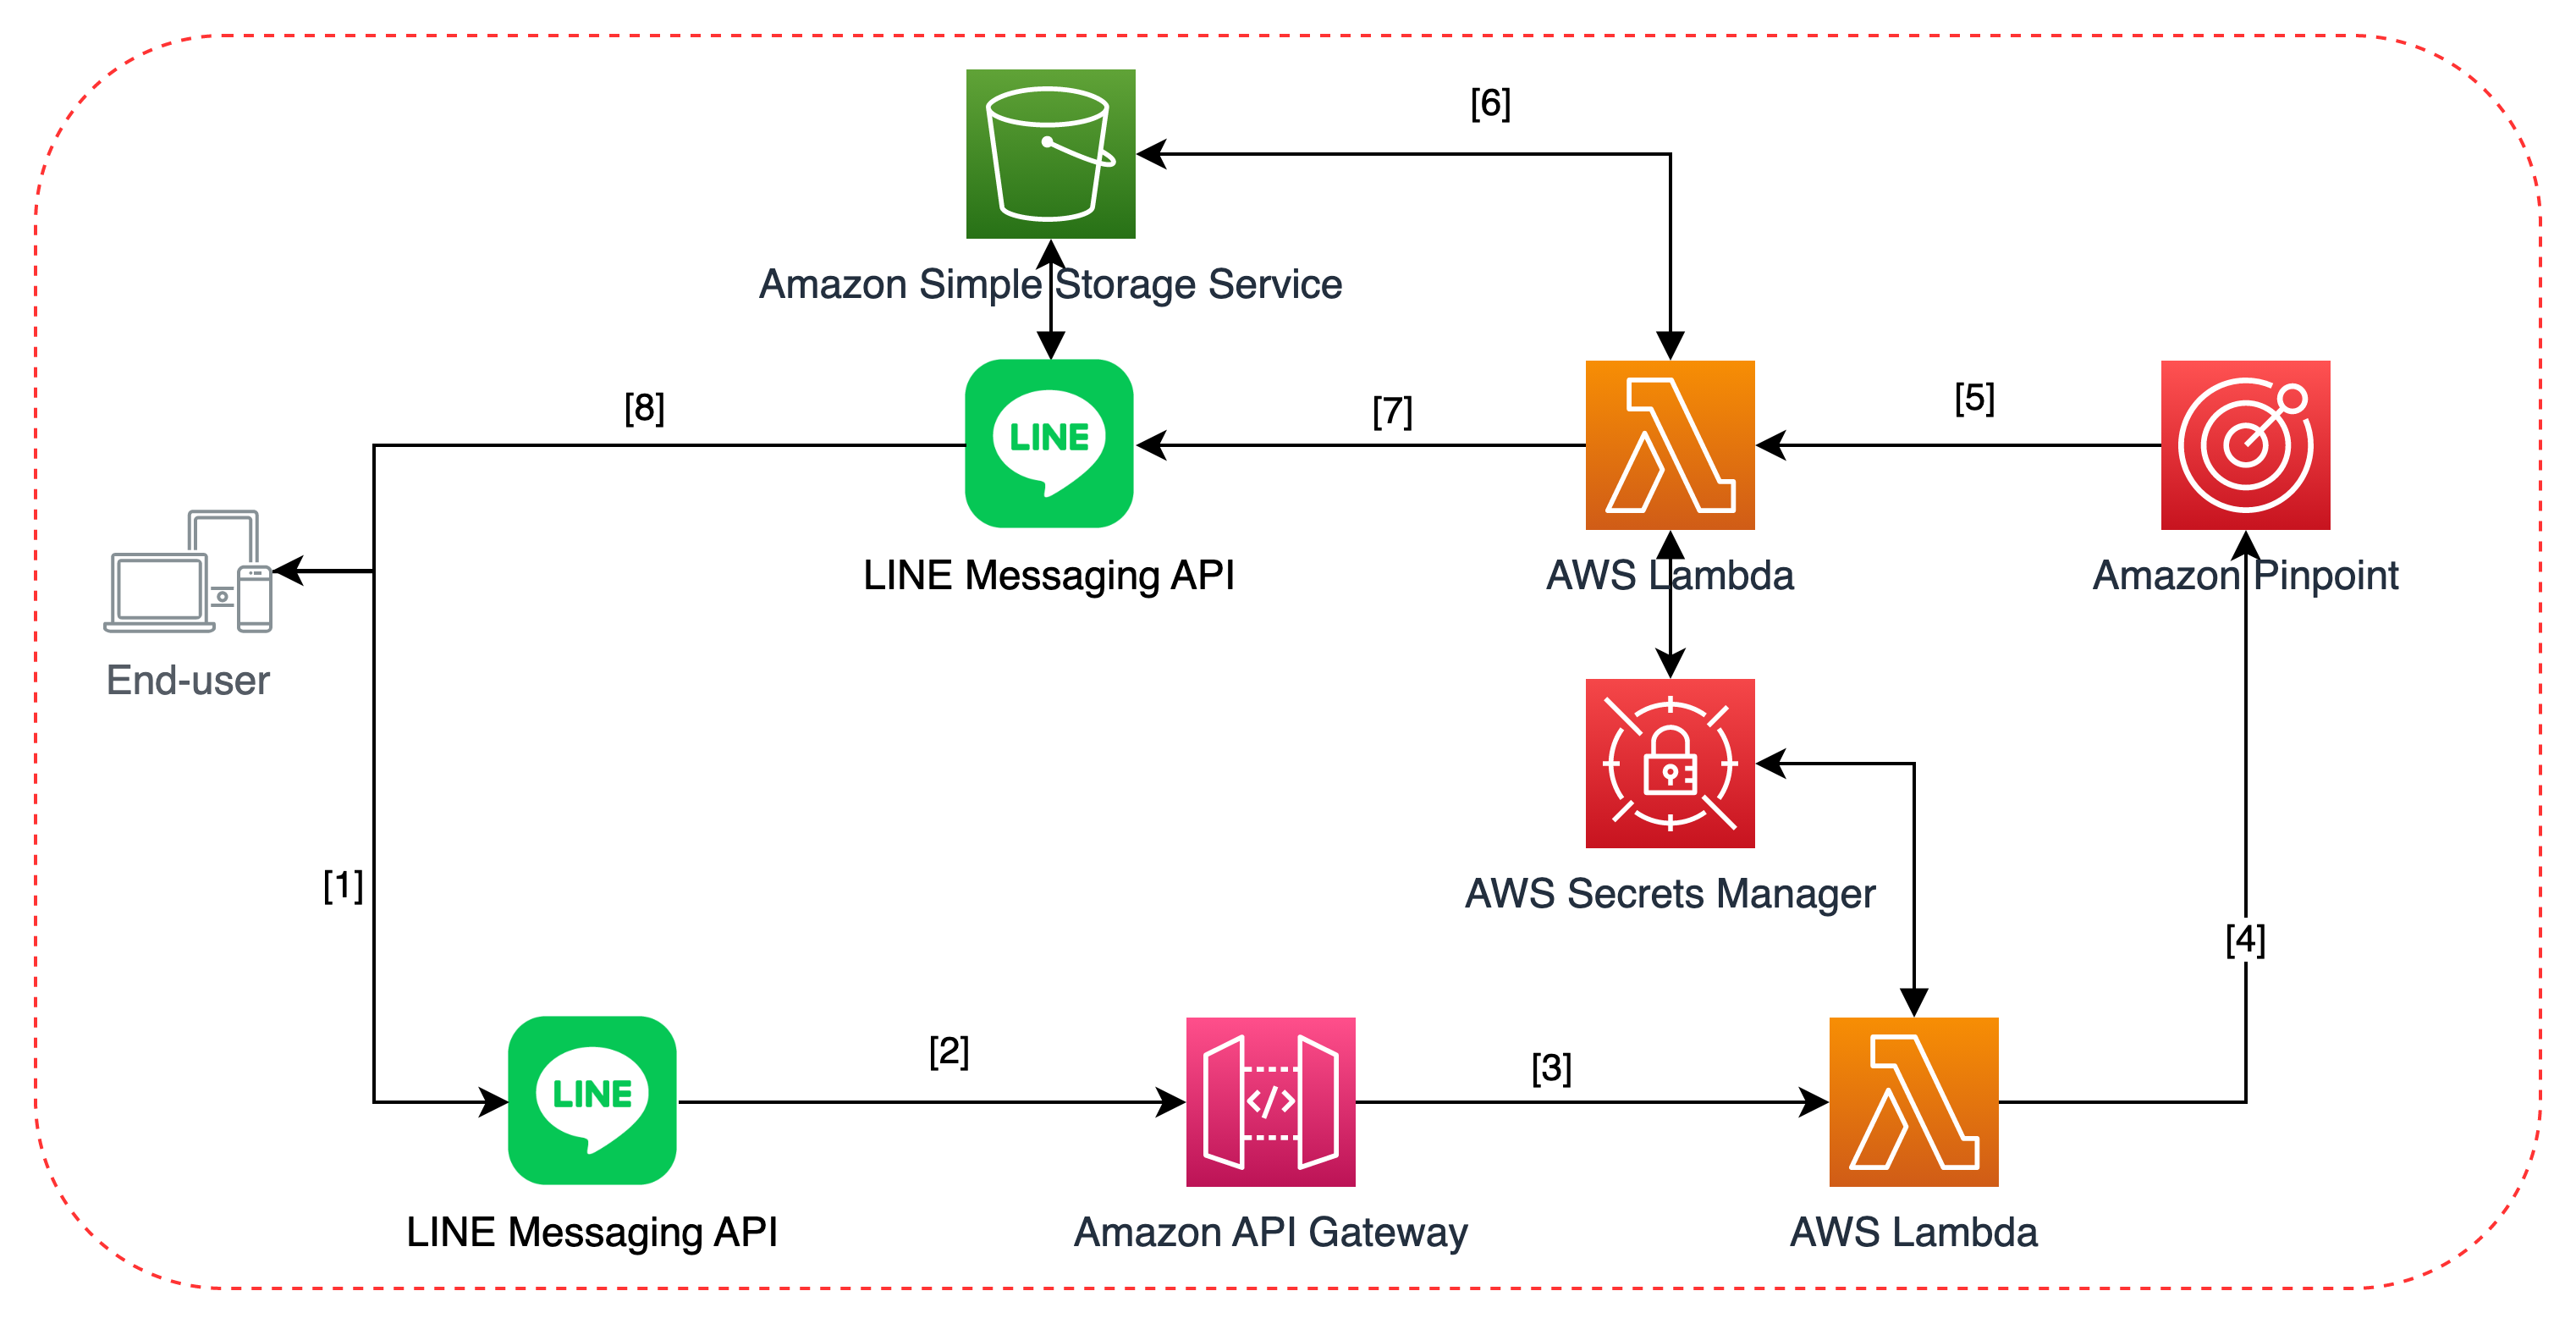 [6]
Amazon Simple Storage Service
[8]
LINE
[7]
[5]
LINE Messaging API
AWS Lambda
Amazon Pinpoint
End-user
[1]
AWS Secrets Manager
[4]
LINE
[2]
</>
[3]
LINE Messaging API
Amazon API Gateway
AWS Lambda